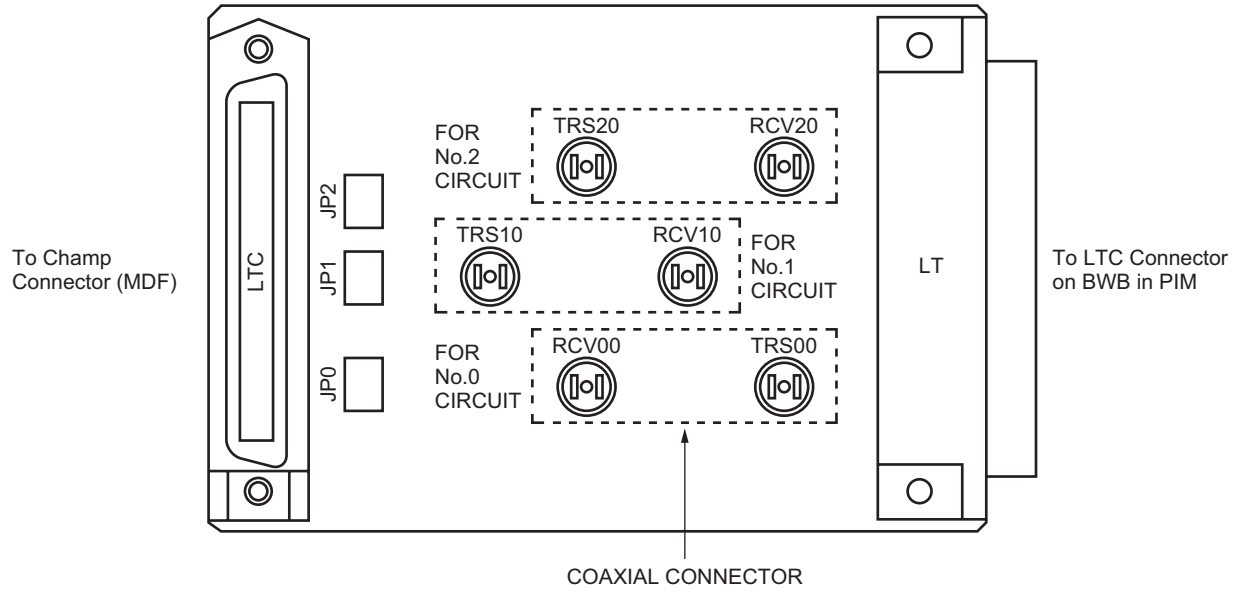 To Champ
Connector (MDF)
LTC
JP2
JP1
JP0
FOR
No.2
CIRCUIT
TRS20
RCV20
TRS10
RCV10
FOR
No.1
CIRCUIT
FOR
No.0
CIRCUIT
RCV00
TRS00
LT
To LTC Connector
on BWB in PIM
COAXIAL CONNECTOR